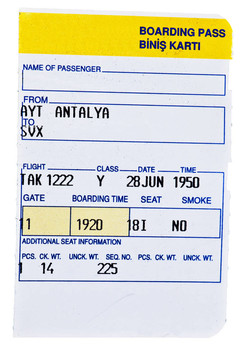 BOARDING PASS
BİNİŞ KARTI
NAME OF PASSENGER
FROM
AYT ANTALYA
TO
SVX
FLIGHT CLASS DATE TIME
TAK 1222 Y 28JUN 1950
GATE BOARDING TIME SEAT SMOKE
11 1920 18I NO
ADDITIONAL SEAT INFORMATION
PCS. CK. WT. UNCK. WT. SEQ. NO. PCS. CK. WT. UNCK. WT.
1 14 225